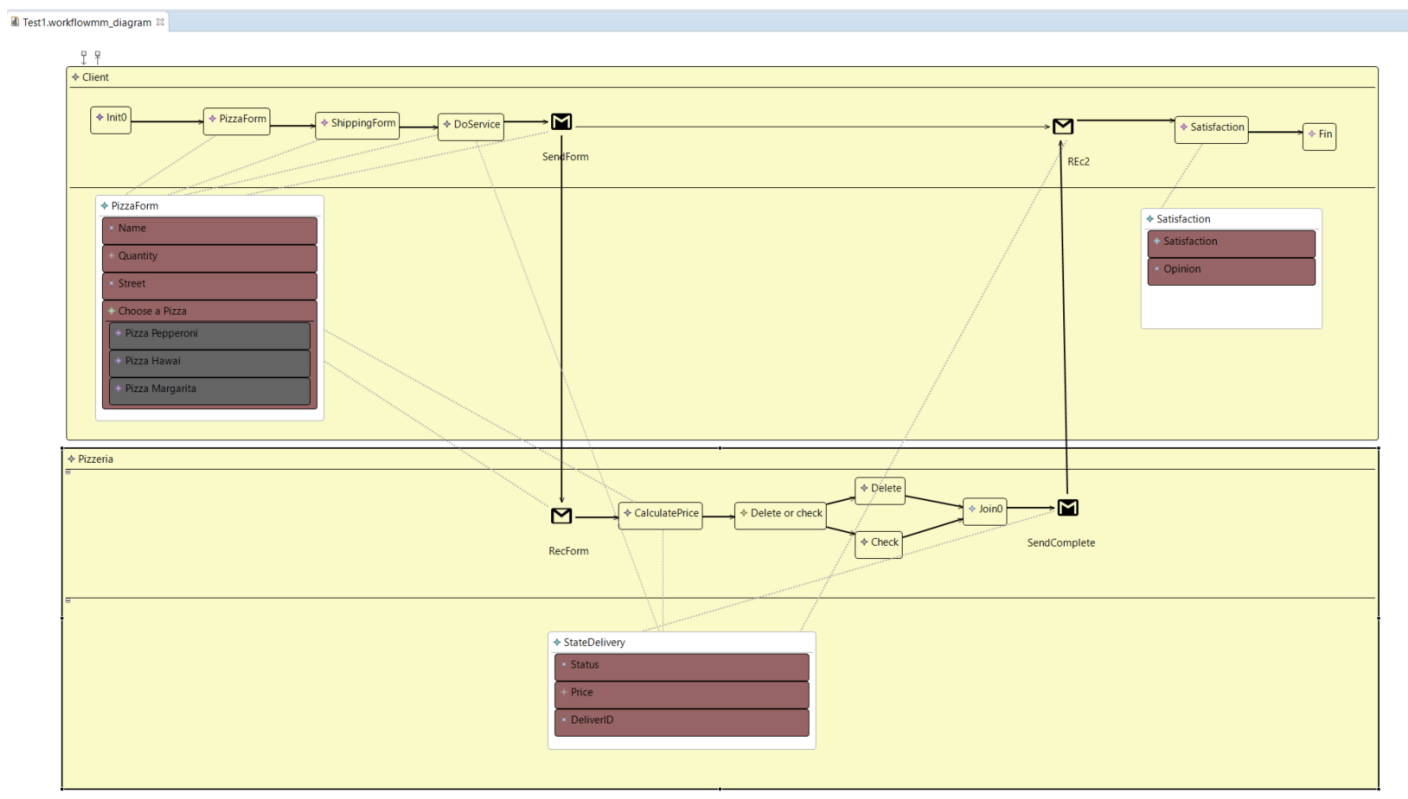 Test1.workflowmm_diagram
Client
Init0
PizzaForm
ShippingForm
DoService
SendForm
REc2
Satisfaction
Fin
PizzaForm
Name
Quantity
Street
Choose a Pizza
Pizza Pepperoni
Pizza Hawai
Pizza Margarita
Satisfaction
Satisfaction
Opinion
Pizzeria
RecForm
CalculatePrice
Delete or check
Delete
Check
Join0
SendComplete
StateDelivery
Status
Price
DeliverID